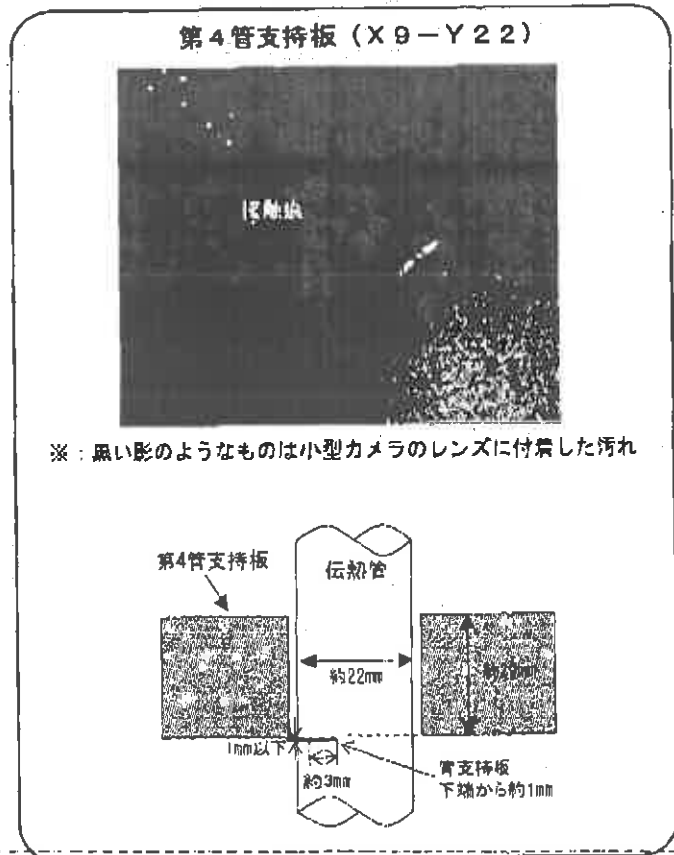 第4管支持板（X9－Y22）
接触痕
※：黒い影のようなものは小型カメラのレンズに付着した汚れ
第4管支持板
伝熱管
約22mm
1mm以下
約3mm
管支持板
下端から約1mm